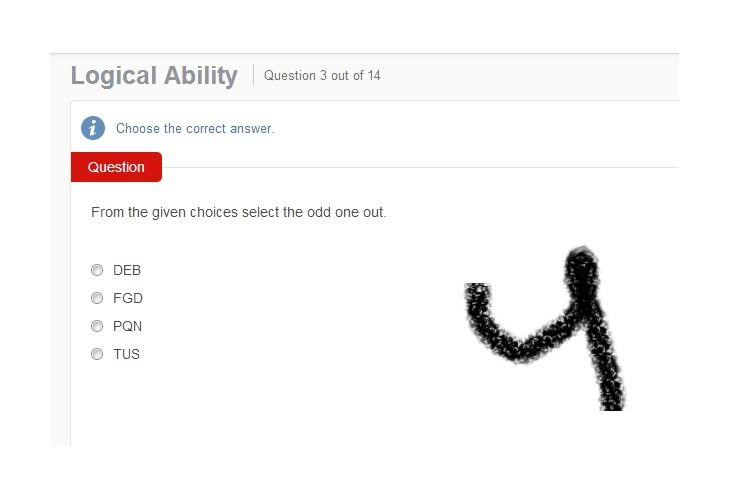 Logical Ability
Question 3 out of 14
i
Choose the correct answer.
Question
From the given choices select the odd one out.
DEB
FGD
PQN
TUS
4